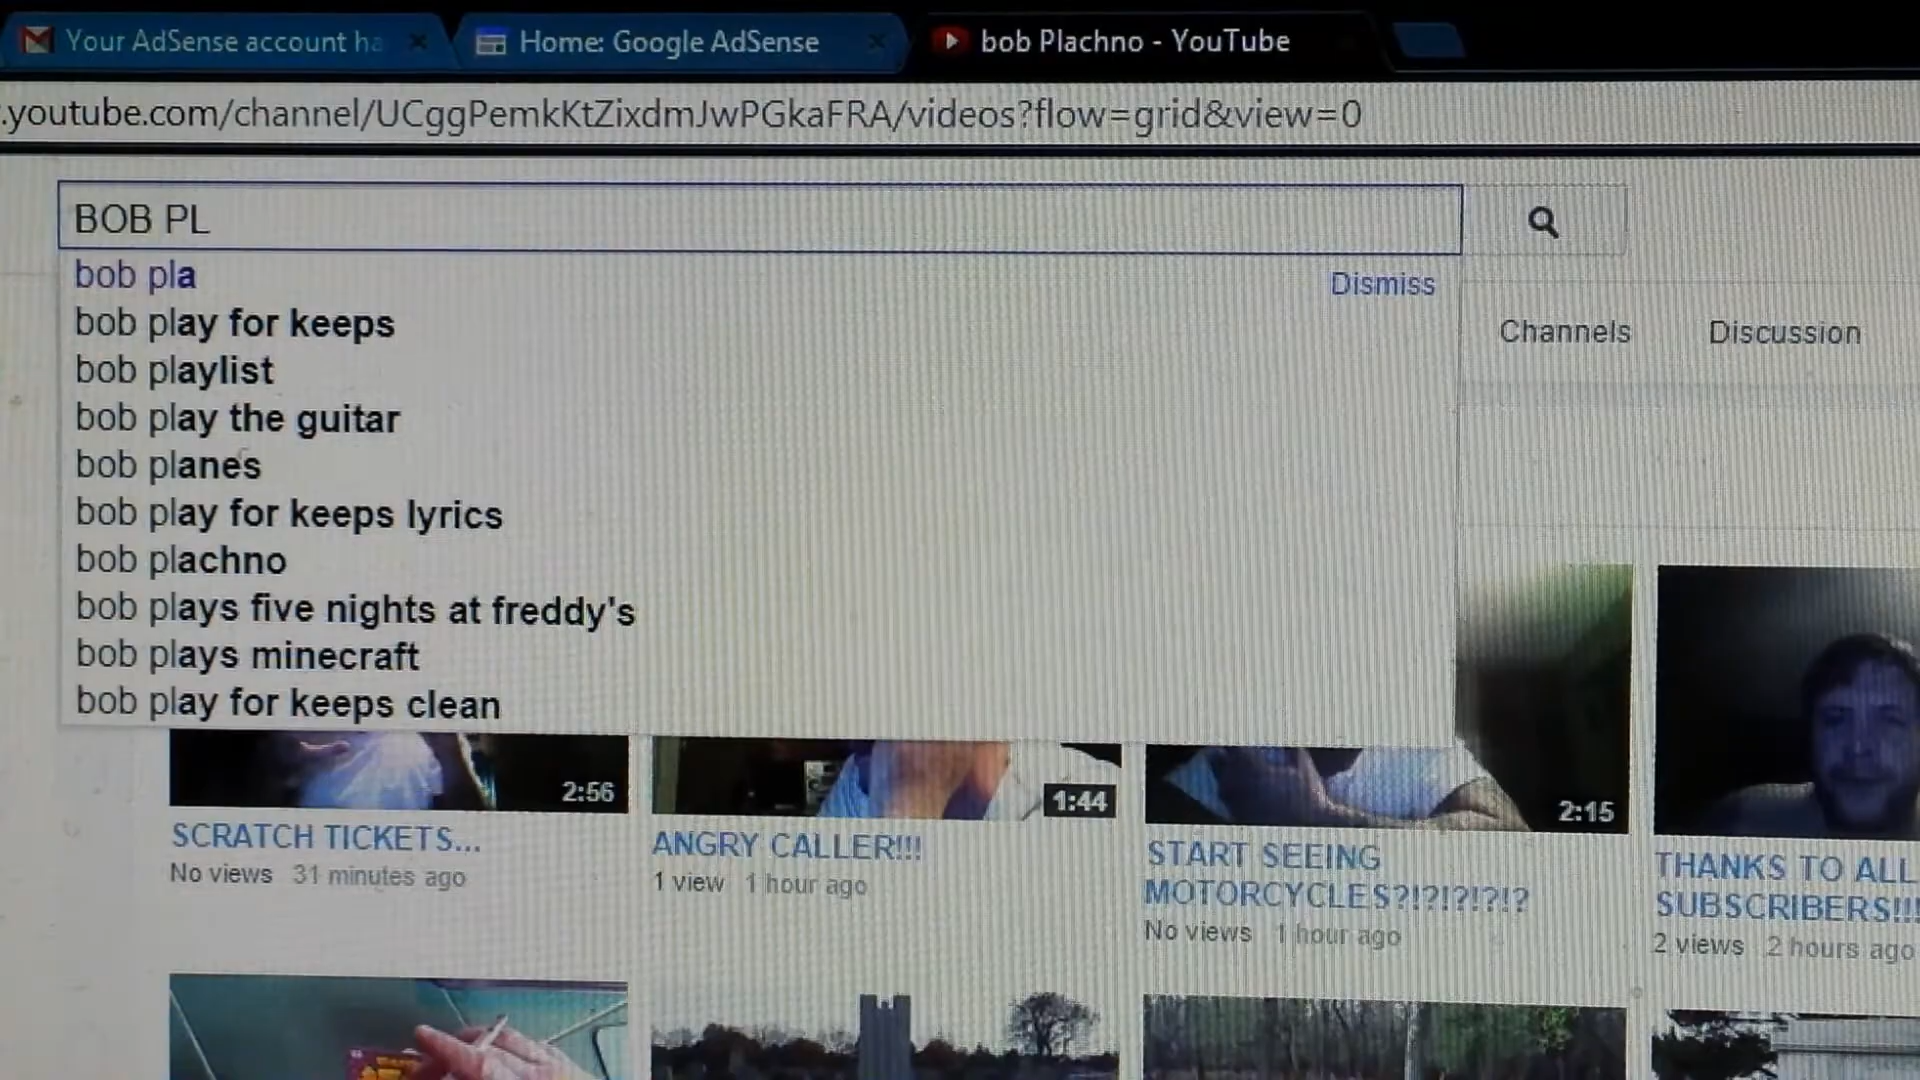 Your AdSense account ha
Home: Google AdSense
bob Plachno - YouTube
.youtube.com/channel/UCggPemkKtZixdmJwPGkaFRA/videos?flow=grid&view=0
BOB PL
bob pla
Dismiss
bob play for keeps
bob playlist
bob play the guitar
bob planes
bob play for keeps lyrics
bob plachno
bob plays five nights at freddy's
bob plays minecraft
bob play for keeps clean
Channels
Discussion
2:56
1:44
2:15
SCRATCH TICKETS...
No views 31 minutes ago
ANGRY CALLER!!!
1 view 1 hour ago
START SEEING
MOTORCYCLES?!?!?!?!?
No views 1 hour ago
THANKS TO ALL
SUBSCRIBERS!!!
2 views 2 hours ago